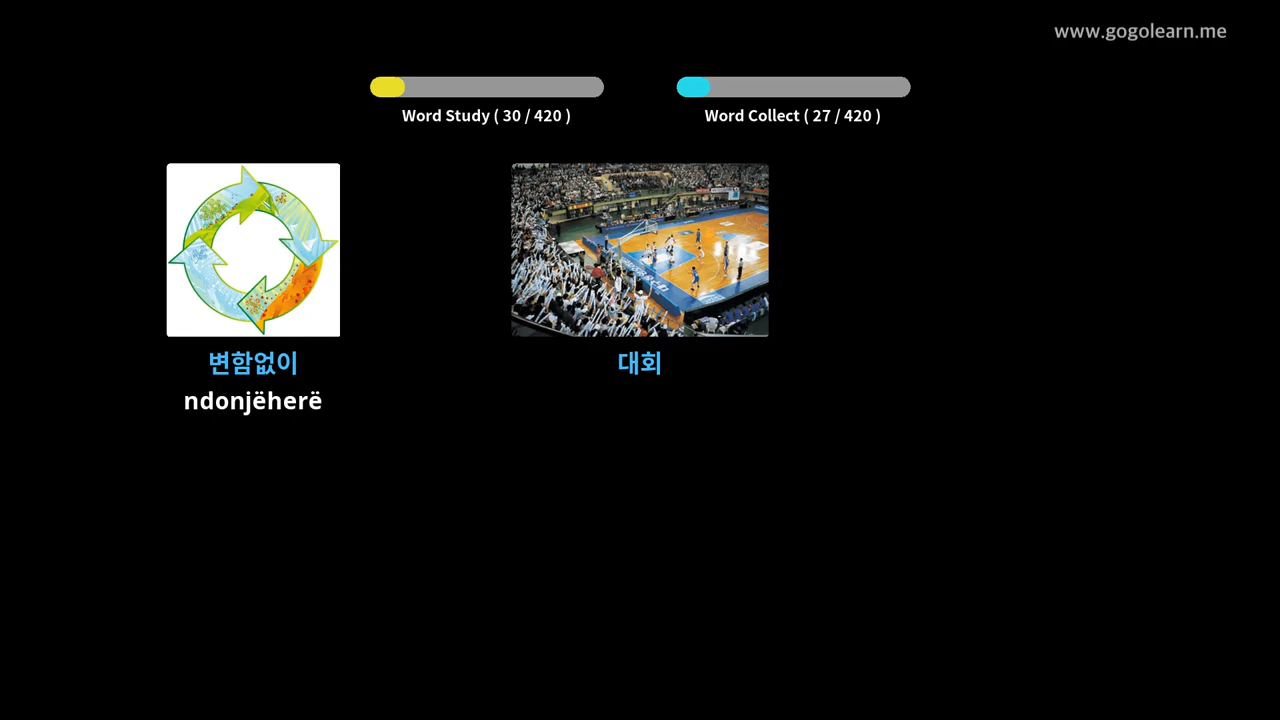 www.gogolearn.me
Word Study ( 30 / 420 )
Word Collect ( 27 / 420 )
변함없이
대회
ndonjëherë